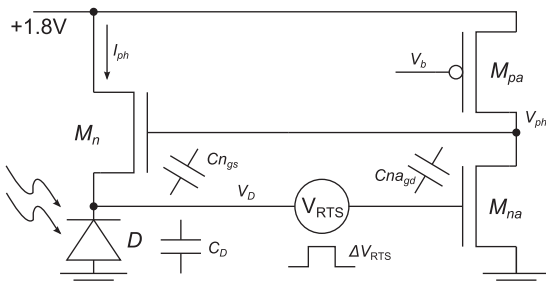 +1.8V
I_ph
V_b
M_pa
V_ph
M_n
Cn_gs
Cna_gd
V_D
V_RTS
M_na
D
C_D
ΔV_RTS